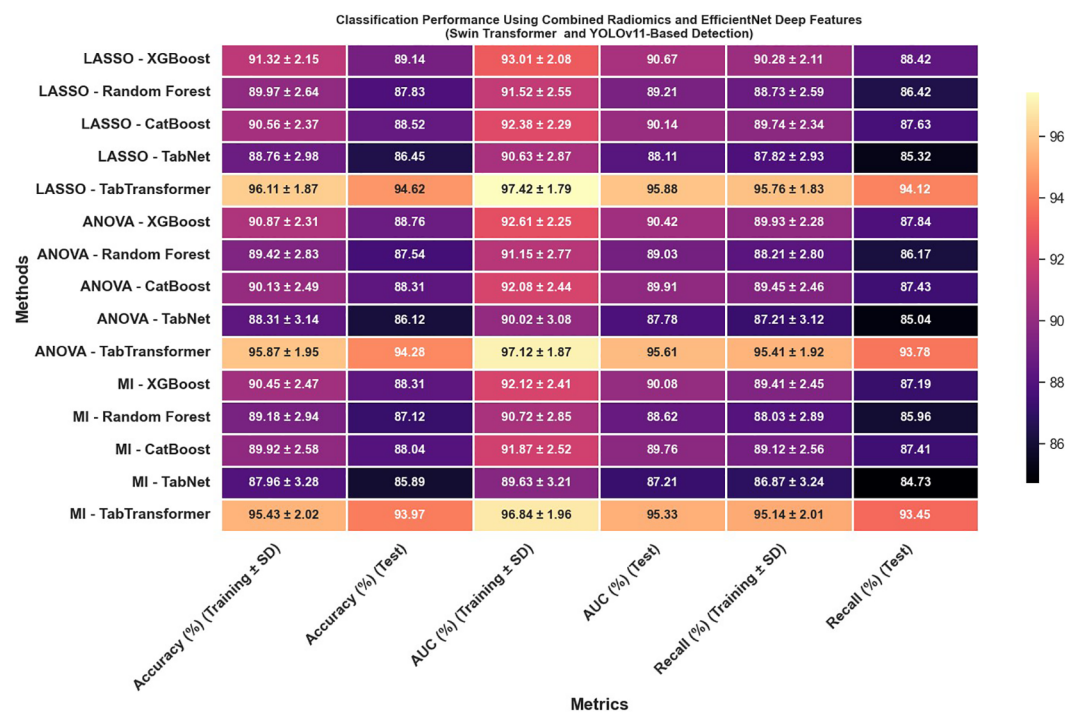 Classification Performance Using Combined Radiomics and EfficientNet Deep Features
(Swin Transformer and YOLOv11-Based Detection)
LASSO - XGBoost 91.32 ± 2.15 89.14 93.01 ± 2.08 90.67 90.28 ± 2.11 88.42
LASSO - Random Forest 89.97 ± 2.64 87.83 91.52 ± 2.55 89.21 88.73 ± 2.59 86.42
LASSO - CatBoost 90.56 ± 2.37 88.52 92.38 ± 2.29 90.14 89.74 ± 2.34 87.63
LASSO - TabNet 88.76 ± 2.98 86.45 90.63 ± 2.87 88.11 87.82 ± 2.93 85.32
LASSO - TabTransformer 96.11 ± 1.87 94.62 97.42 ± 1.79 95.88 95.76 ± 1.83 94.12
ANOVA - XGBoost 90.87 ± 2.31 88.76 92.61 ± 2.25 90.42 89.93 ± 2.28 87.84
ANOVA - Random Forest 89.42 ± 2.83 87.54 91.15 ± 2.77 89.03 88.21 ± 2.80 86.17
ANOVA - CatBoost 90.13 ± 2.49 88.31 92.08 ± 2.44 89.91 89.45 ± 2.46 87.43
ANOVA - TabNet 88.31 ± 3.14 86.12 90.02 ± 3.08 87.78 87.21 ± 3.12 85.04
ANOVA - TabTransformer 95.87 ± 1.95 94.28 97.12 ± 1.87 95.61 95.41 ± 1.92 93.78
MI - XGBoost 90.45 ± 2.47 88.31 92.12 ± 2.41 90.08 89.41 ± 2.45 87.19
MI - Random Forest 89.18 ± 2.94 87.12 90.72 ± 2.85 88.62 88.03 ± 2.89 85.96
MI - CatBoost 89.92 ± 2.58 88.04 91.87 ± 2.52 89.76 89.12 ± 2.56 87.41
MI - TabNet 87.96 ± 3.28 85.89 89.63 ± 3.21 87.21 86.87 ± 3.24 84.73
MI - TabTransformer 95.43 ± 2.02 93.97 96.84 ± 1.96 95.33 95.14 ± 2.01 93.45
Methods
Accuracy (%) (Training ± SD)
Accuracy (%) (Test)
AUC (%) (Training ± SD)
AUC (%) (Test)
Recall (%) (Training ± SD)
Recall (%) (Test)
Metrics
96
94
92
90
88
86